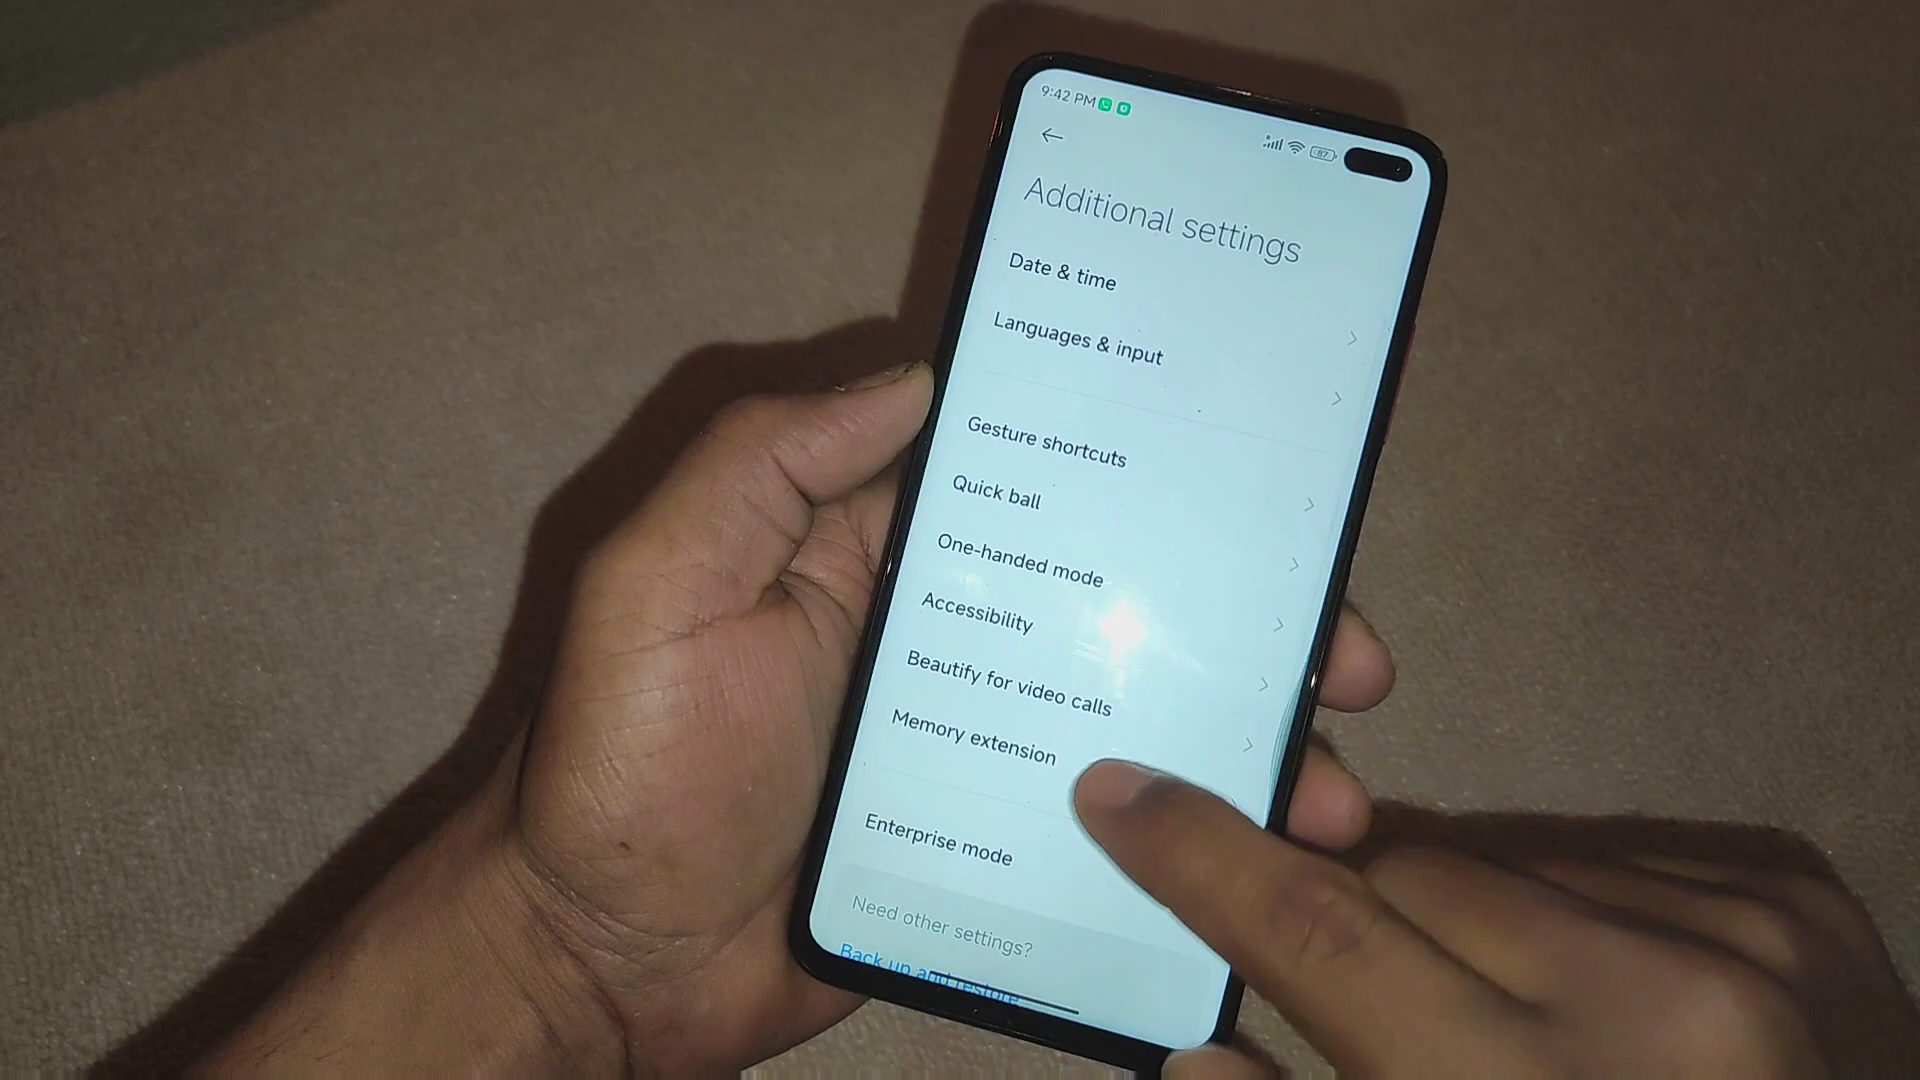 9:42 PM
87
Additional settings
Date & time
Languages & input
Gesture shortcuts
Quick ball
One-handed mode
Accessibility
Beautify for video calls
Memory extension
Enterprise mode
Need other settings?
Back up and restore